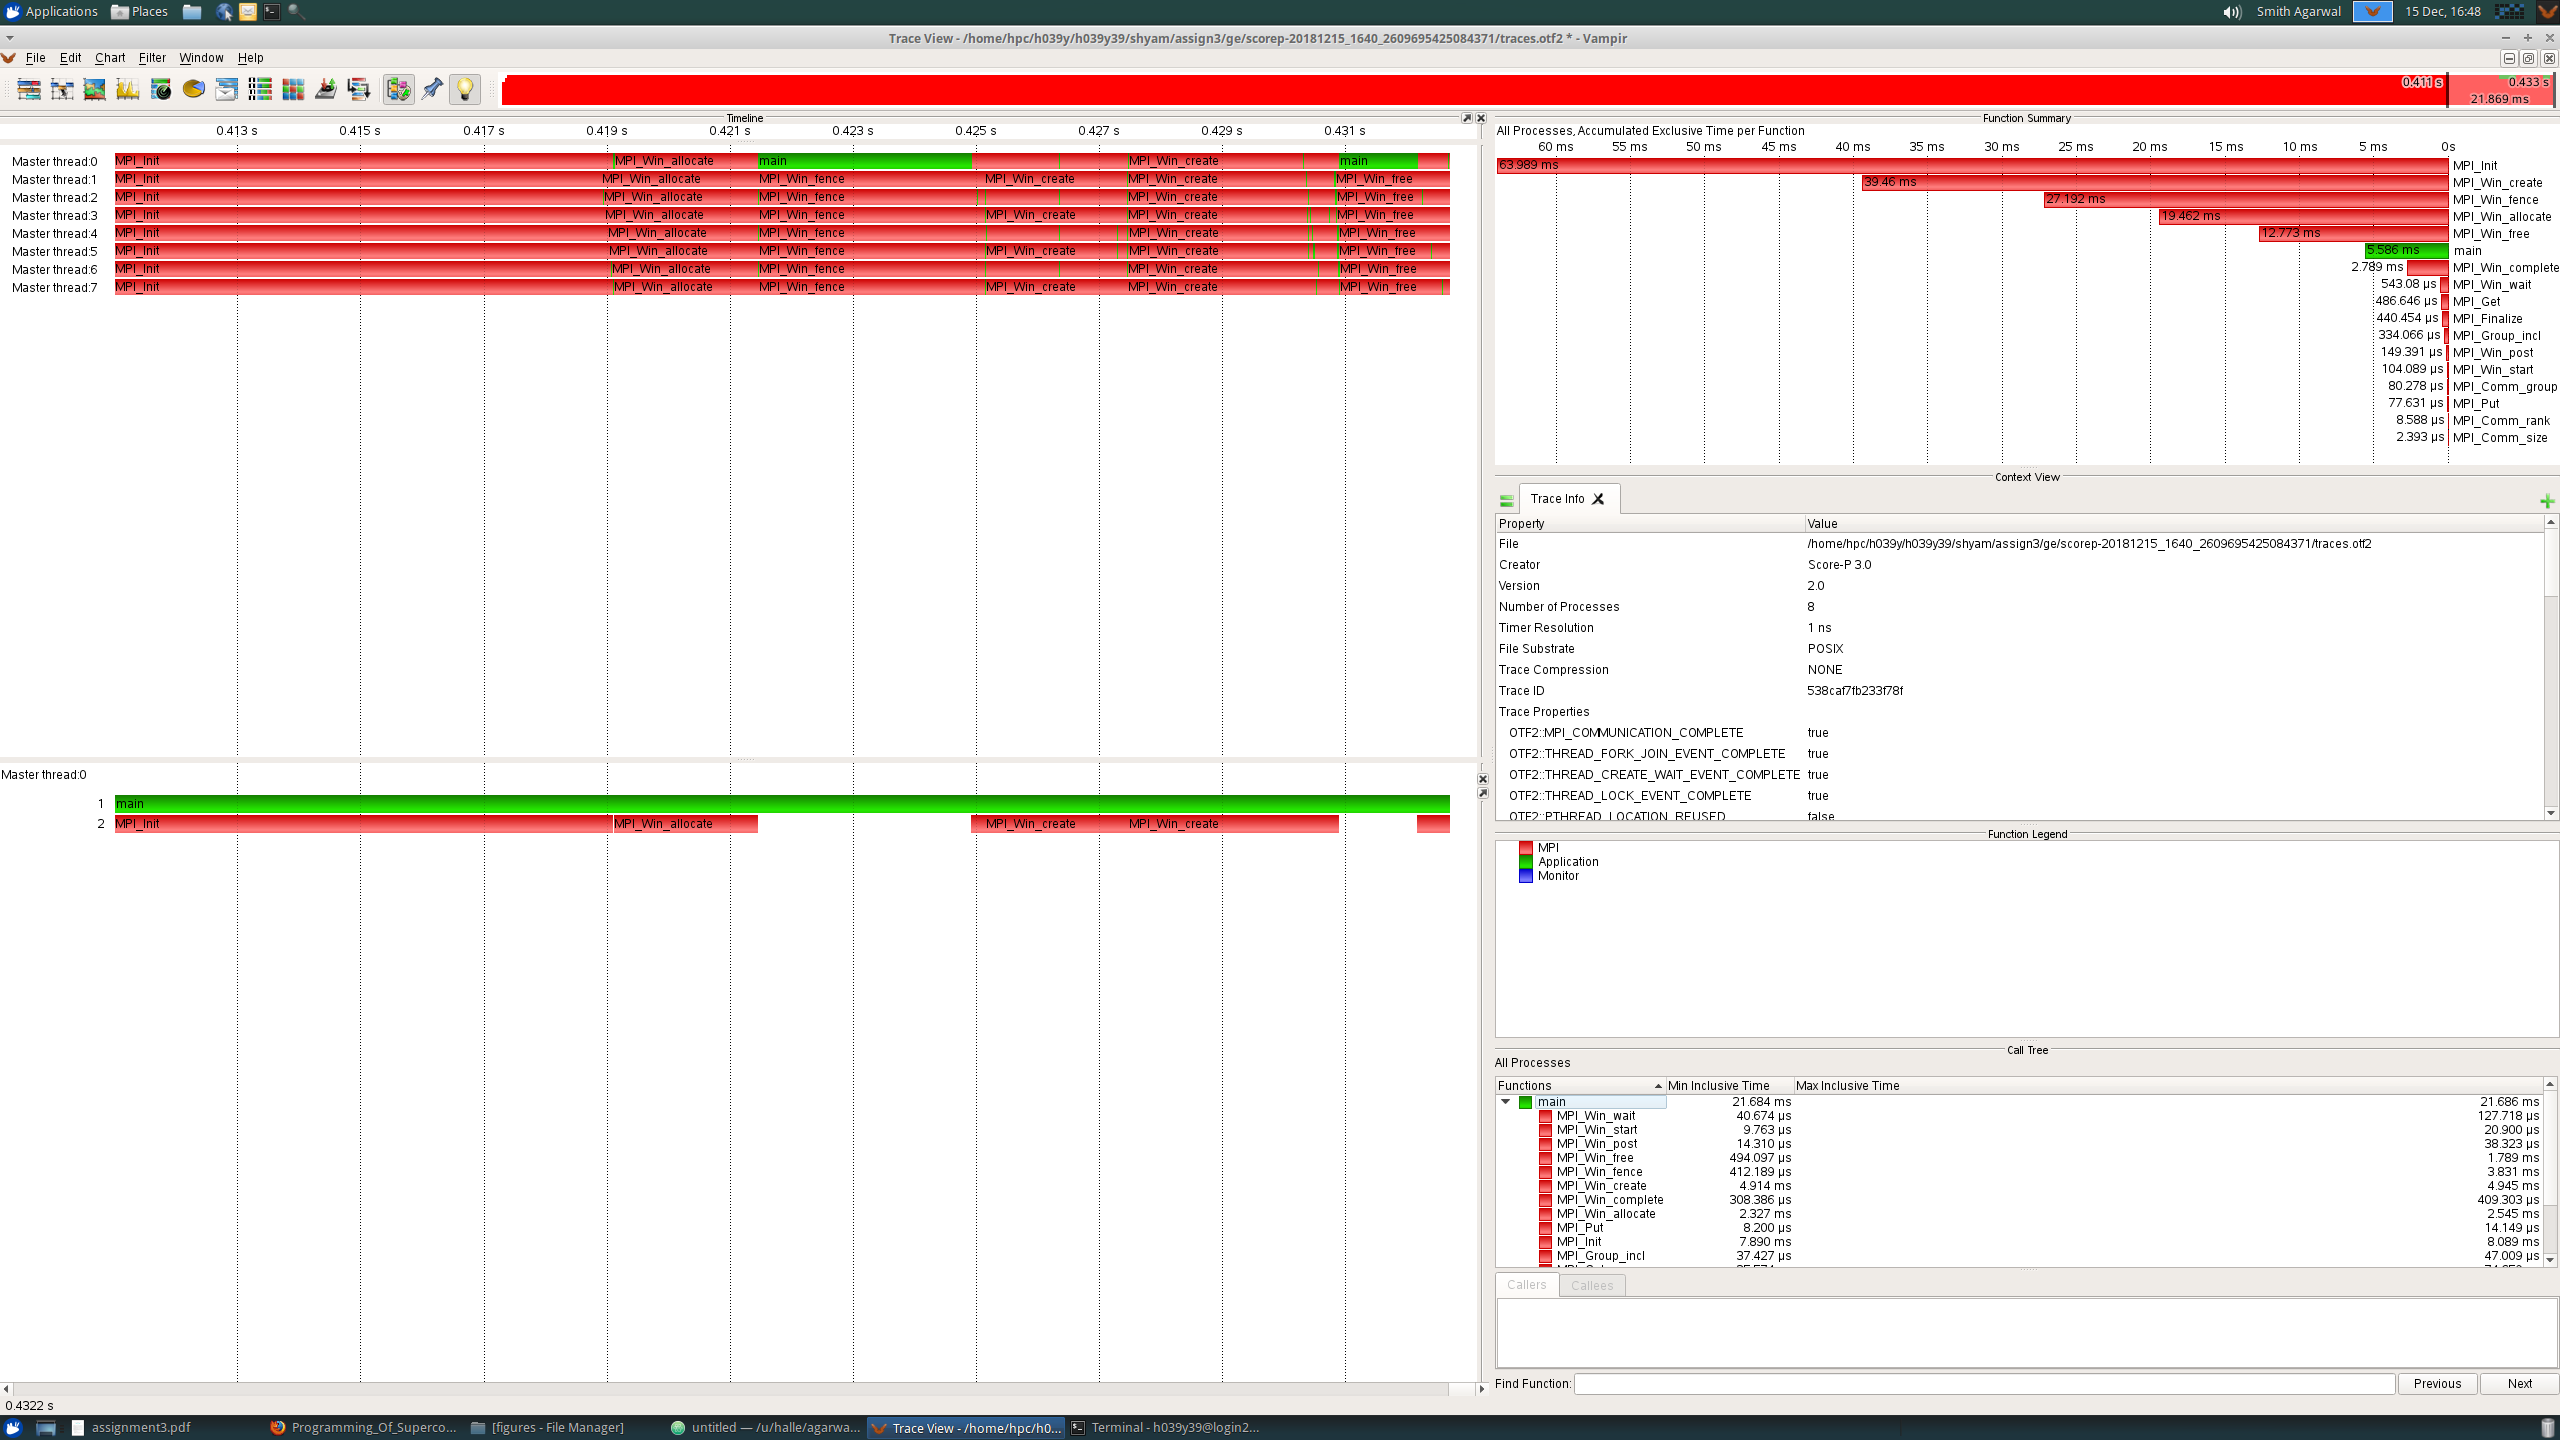 Applications Places Smith Agarwal 15 Dec, 16:48
Trace View - /home/hpc/h039y/h039y39/shyam/assign3/ge/scorep-20181215_1640_2609695425084371/traces.otf2 * - Vampir
File Edit Chart Filter Window Help
0.411 s 0.433 s
21.869 ms
Timeline
0.413 s 0.415 s 0.417 s 0.419 s 0.421 s 0.423 s 0.425 s 0.427 s 0.429 s 0.431 s
Master thread:0 MPI_Init MPI_Win_allocate main MPI_Win_create main
Master thread:1 MPI_Init MPI_Win_allocate MPI_Win_fence MPI_Win_create MPI_Win_create MPI_Win_free
Master thread:2 MPI_Init MPI_Win_allocate MPI_Win_fence MPI_Win_create MPI_Win_free
Master thread:3 MPI_Init MPI_Win_allocate MPI_Win_fence MPI_Win_create MPI_Win_create MPI_Win_free
Master thread:4 MPI_Init MPI_Win_allocate MPI_Win_fence MPI_Win_create MPI_Win_free
Master thread:5 MPI_Init MPI_Win_allocate MPI_Win_fence MPI_Win_create MPI_Win_create MPI_Win_free
Master thread:6 MPI_Init MPI_Win_allocate MPI_Win_fence MPI_Win_create MPI_Win_free
Master thread:7 MPI_Init MPI_Win_allocate MPI_Win_fence MPI_Win_create MPI_Win_create MPI_Win_free
Master thread:0
1 main
2 MPI_Init MPI_Win_allocate MPI_Win_create MPI_Win_create
0.4322 s
Function Summary
All Processes, Accumulated Exclusive Time per Function
60 ms 55 ms 50 ms 45 ms 40 ms 35 ms 30 ms 25 ms 20 ms 15 ms 10 ms 5 ms 0s
63.989 ms MPI_Init
39.46 ms MPI_Win_create
27.192 ms MPI_Win_fence
19.462 ms MPI_Win_allocate
12.773 ms MPI_Win_free
5.586 ms main
2.789 ms MPI_Win_complete
543.08 µs MPI_Win_wait
486.646 µs MPI_Get
440.454 µs MPI_Finalize
334.066 µs MPI_Group_incl
149.391 µs MPI_Win_post
104.089 µs MPI_Win_start
80.278 µs MPI_Comm_group
77.631 µs MPI_Put
8.588 µs MPI_Comm_rank
2.393 µs MPI_Comm_size
Context View
Trace Info
Property Value
File /home/hpc/h039y/h039y39/shyam/assign3/ge/scorep-20181215_1640_2609695425084371/traces.otf2
Creator Score-P 3.0
Version 2.0
Number of Processes 8
Timer Resolution 1 ns
File Substrate POSIX
Trace Compression NONE
Trace ID 538caf7fb233f78f
Trace Properties
OTF2::MPI_COMMUNICATION_COMPLETE true
OTF2::THREAD_FORK_JOIN_EVENT_COMPLETE true
OTF2::THREAD_CREATE_WAIT_EVENT_COMPLETE true
OTF2::THREAD_LOCK_EVENT_COMPLETE true
OTF2::PTHREAD_LOCATION_REUSED false
Function Legend
MPI
Application
Monitor
Call Tree
All Processes
Functions Min Inclusive Time Max Inclusive Time
main 21.684 ms 21.686 ms
MPI_Win_wait 40.674 µs 127.718 µs
MPI_Win_start 9.763 µs 20.900 µs
MPI_Win_post 14.310 µs 38.323 µs
MPI_Win_free 494.097 µs 1.789 ms
MPI_Win_fence 412.189 µs 3.831 ms
MPI_Win_create 4.914 ms 4.945 ms
MPI_Win_complete 308.386 µs 409.303 µs
MPI_Win_allocate 2.327 ms 2.545 ms
MPI_Put 8.200 µs 14.149 µs
MPI_Init 7.890 ms 8.089 ms
MPI_Group_incl 37.427 µs 47.009 µs
Callers Callees
Find Function: Previous Next
assignment3.pdf Programming_Of_Superco... [figures - File Manager] untitled — /u/halle/agarwa... Trace View - /home/hpc/h0... Terminal - h039y39@login2...